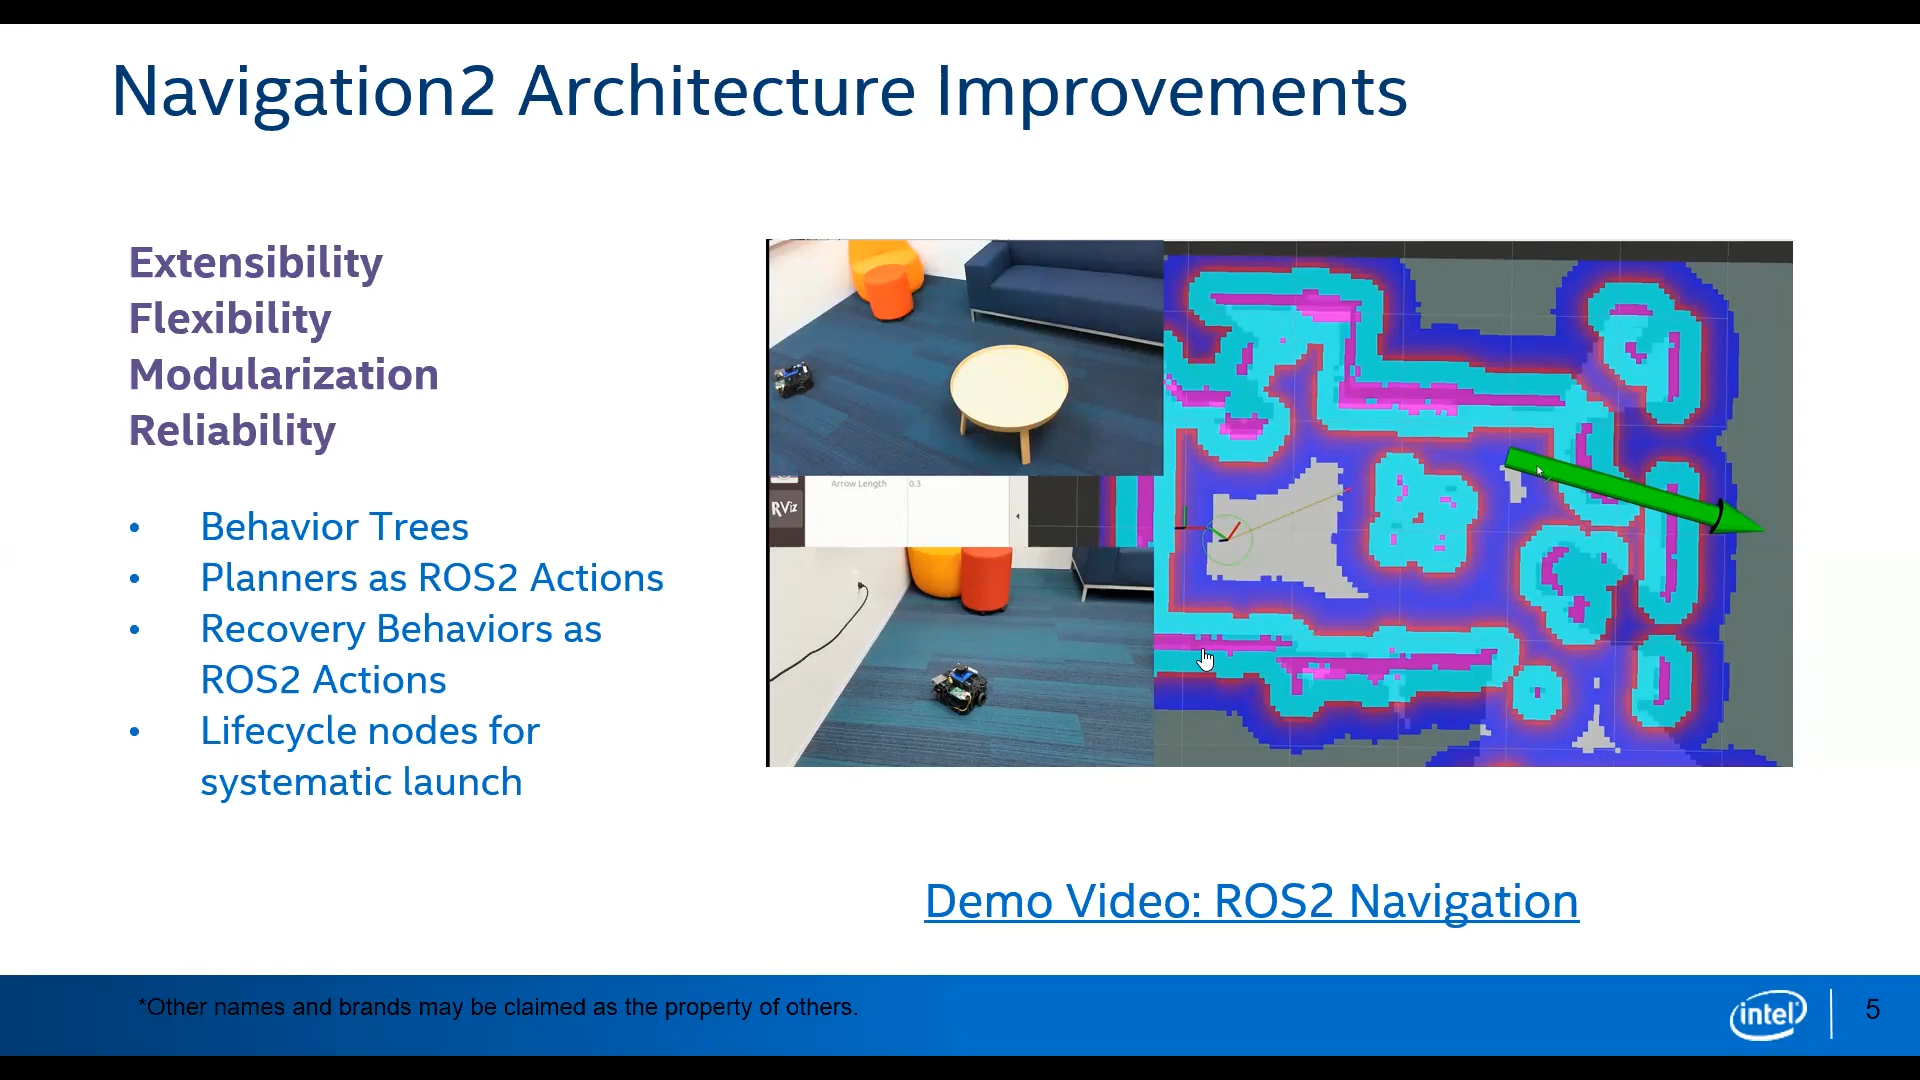 Navigation2 Architecture Improvements
Extensibility
Flexibility
Modularization
Reliability
• Behavior Trees
• Planners as ROS2 Actions
• Recovery Behaviors as
ROS2 Actions
• Lifecycle nodes for
systematic launch
Arrow Length 0.3
RViz
Demo Video: ROS2 Navigation
*Other names and brands may be claimed as the property of others.
intel
5